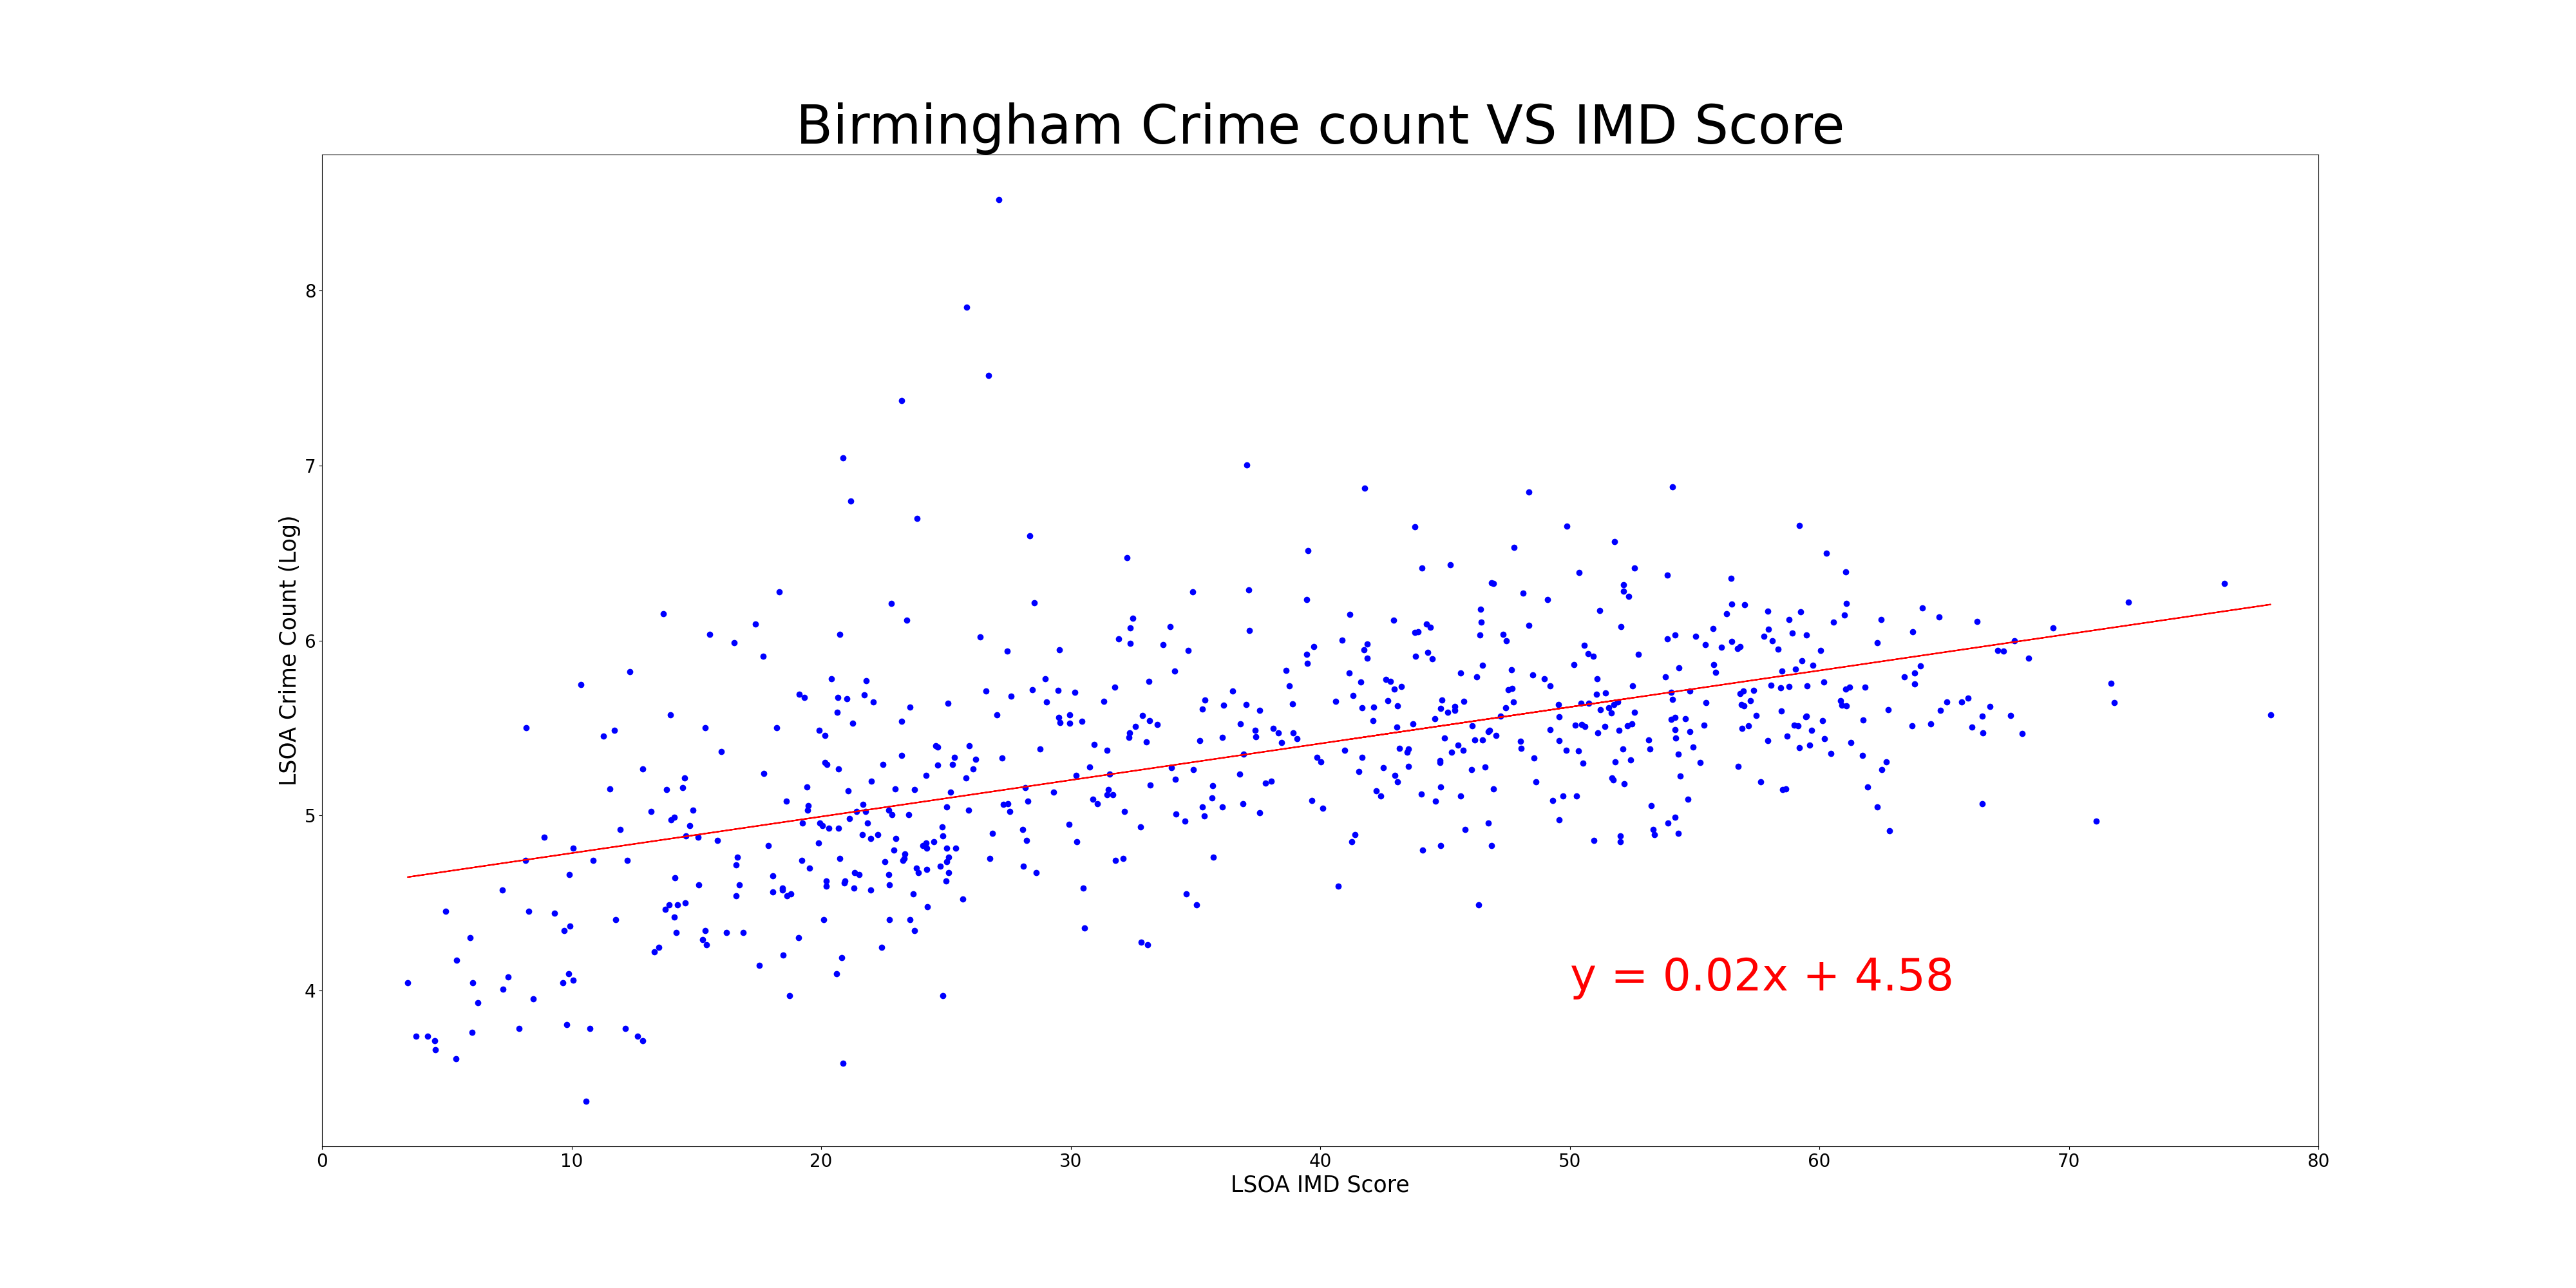 Birmingham Crime count VS IMD Score
LSOA Crime Count (Log)
8
7
6
5
4
y = 0.02x + 4.58
0 10 20 30 40 50 60 70 80
LSOA IMD Score